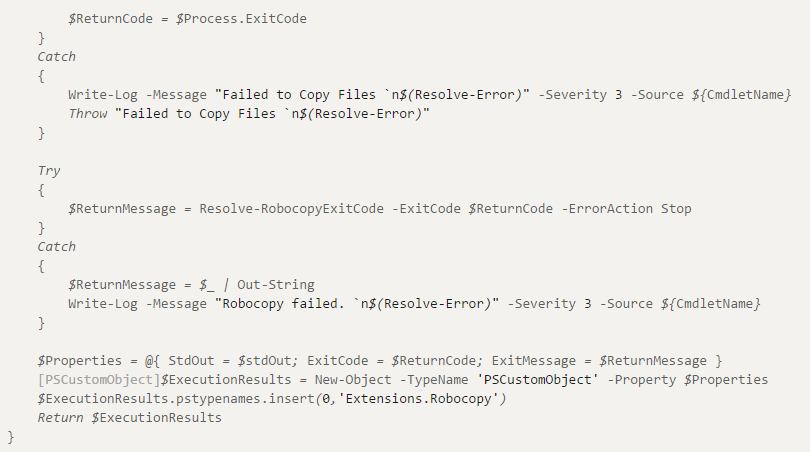 $ReturnCode = $Process.ExitCode
}
Catch
{
Write-Log -Message "Failed to Copy Files `n$(Resolve-Error)" -Severity 3 -Source ${CmdletName}
Throw "Failed to Copy Files `n$(Resolve-Error)"
}
Try
{
$ReturnMessage = Resolve-RobocopyExitCode -ExitCode $ReturnCode -ErrorAction Stop
}
Catch
{
$ReturnMessage = $_ | Out-String
Write-Log -Message "Robocopy failed. `n$(Resolve-Error)" -Severity 3 -Source ${CmdletName}
}
$Properties = @{ StdOut = $stdOut; ExitCode = $ReturnCode; ExitMessage = $ReturnMessage }
[PSCustomObject]$ExecutionResults = New-Object -TypeName 'PSCustomObject' -Property $Properties
$ExecutionResults.pstypenames.insert(0,'Extensions.Robocopy')
Return $ExecutionResults
}